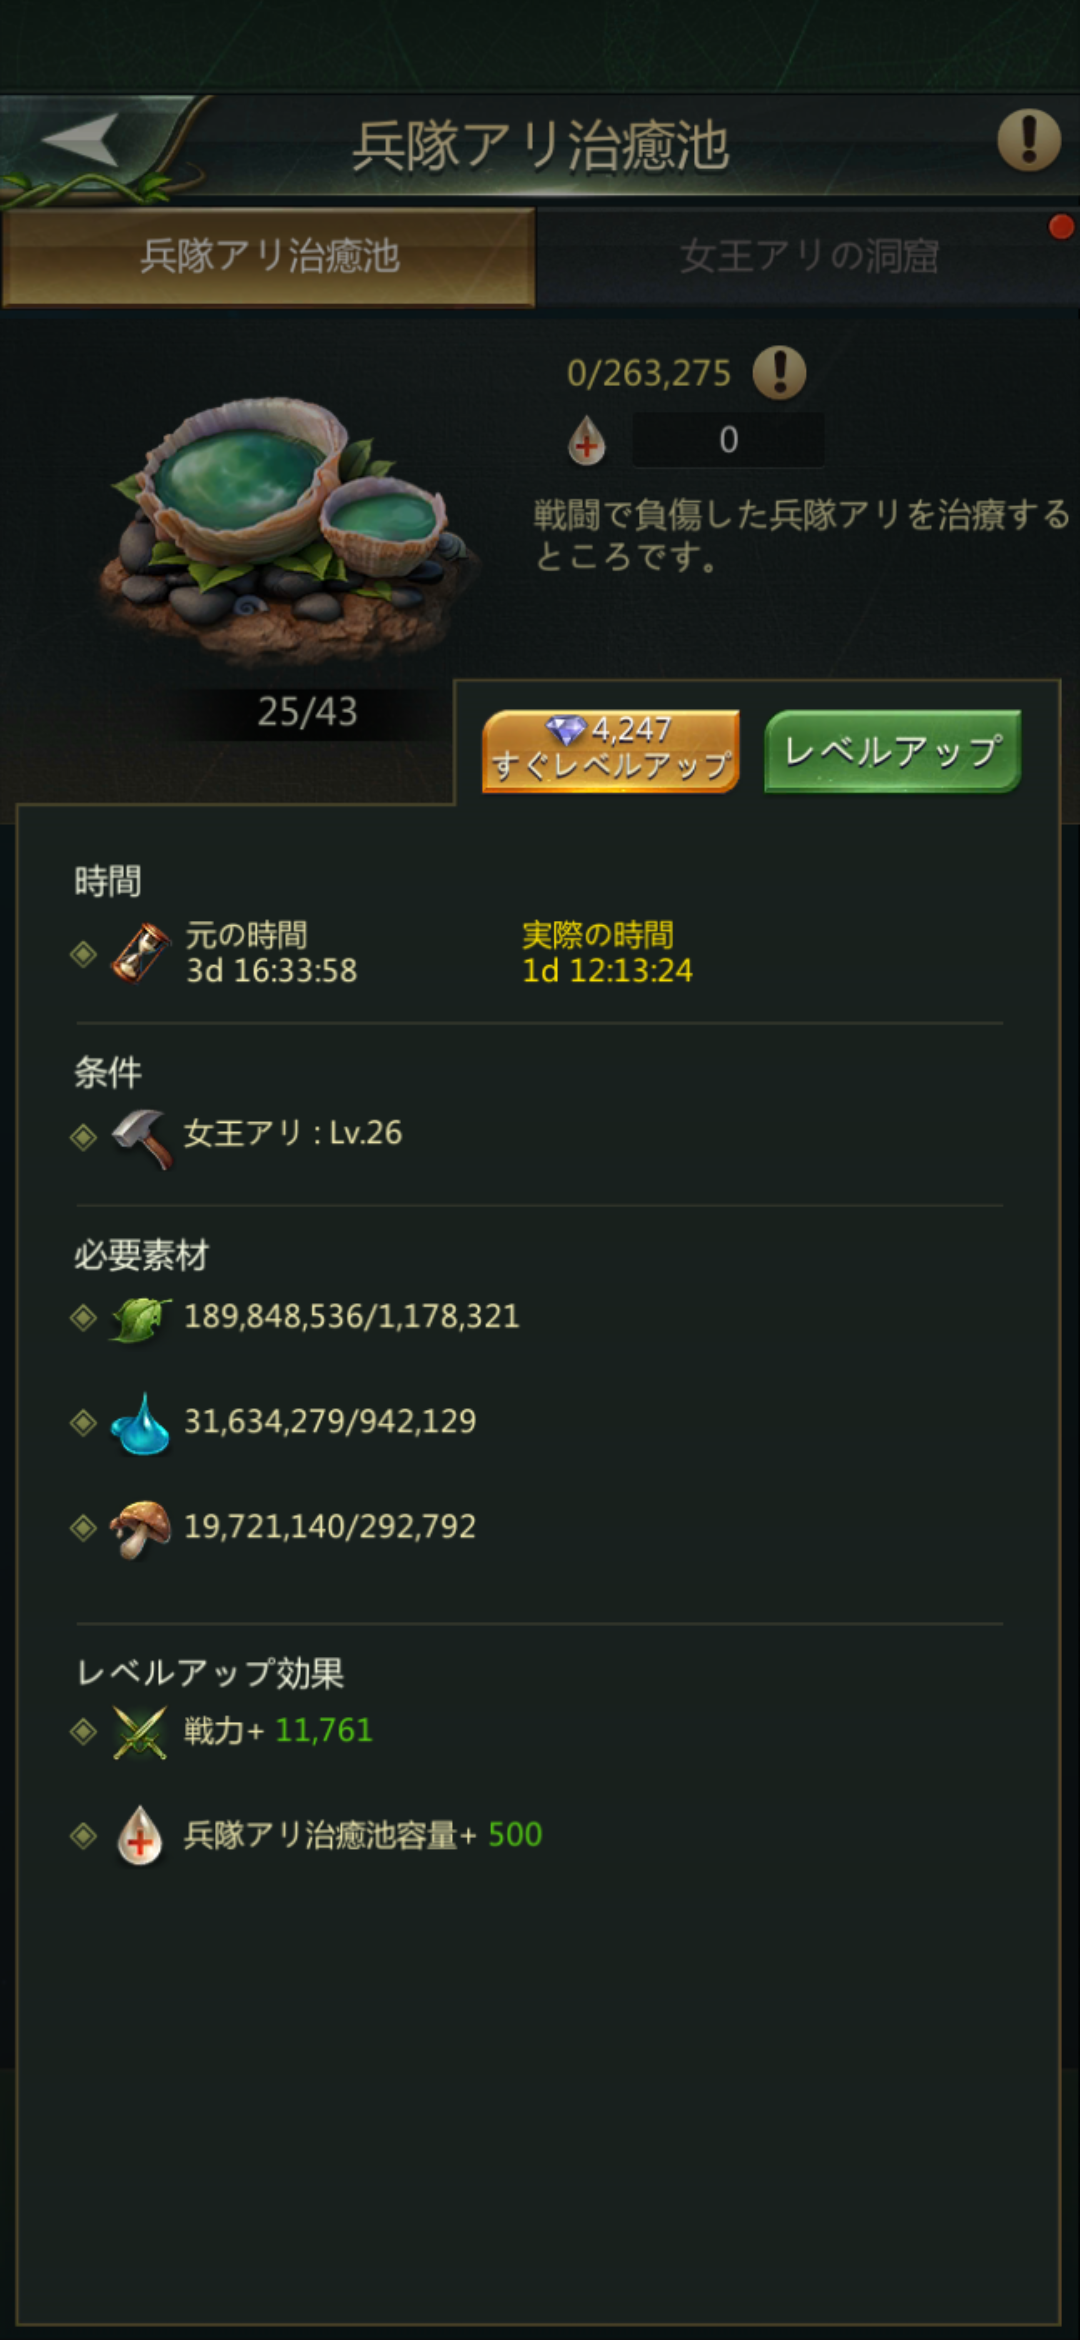 兵隊アリ治癒池
兵隊アリ治癒池
女王アリの洞窟
0/263,275
0
戦闘で負傷した兵隊アリを治療する
ところです。
25/43
4,247
すぐレベルアップ
レベルアップ
時間
元の時間
実際の時間
3d 16:33:58
1d 12:13:24
条件
女王アリ : Lv.26
必要素材
189,848,536/1,178,321
31,634,279/942,129
19,721,140/292,792
レベルアップ効果
戦力+ 11,761
兵隊アリ治癒池容量+ 500